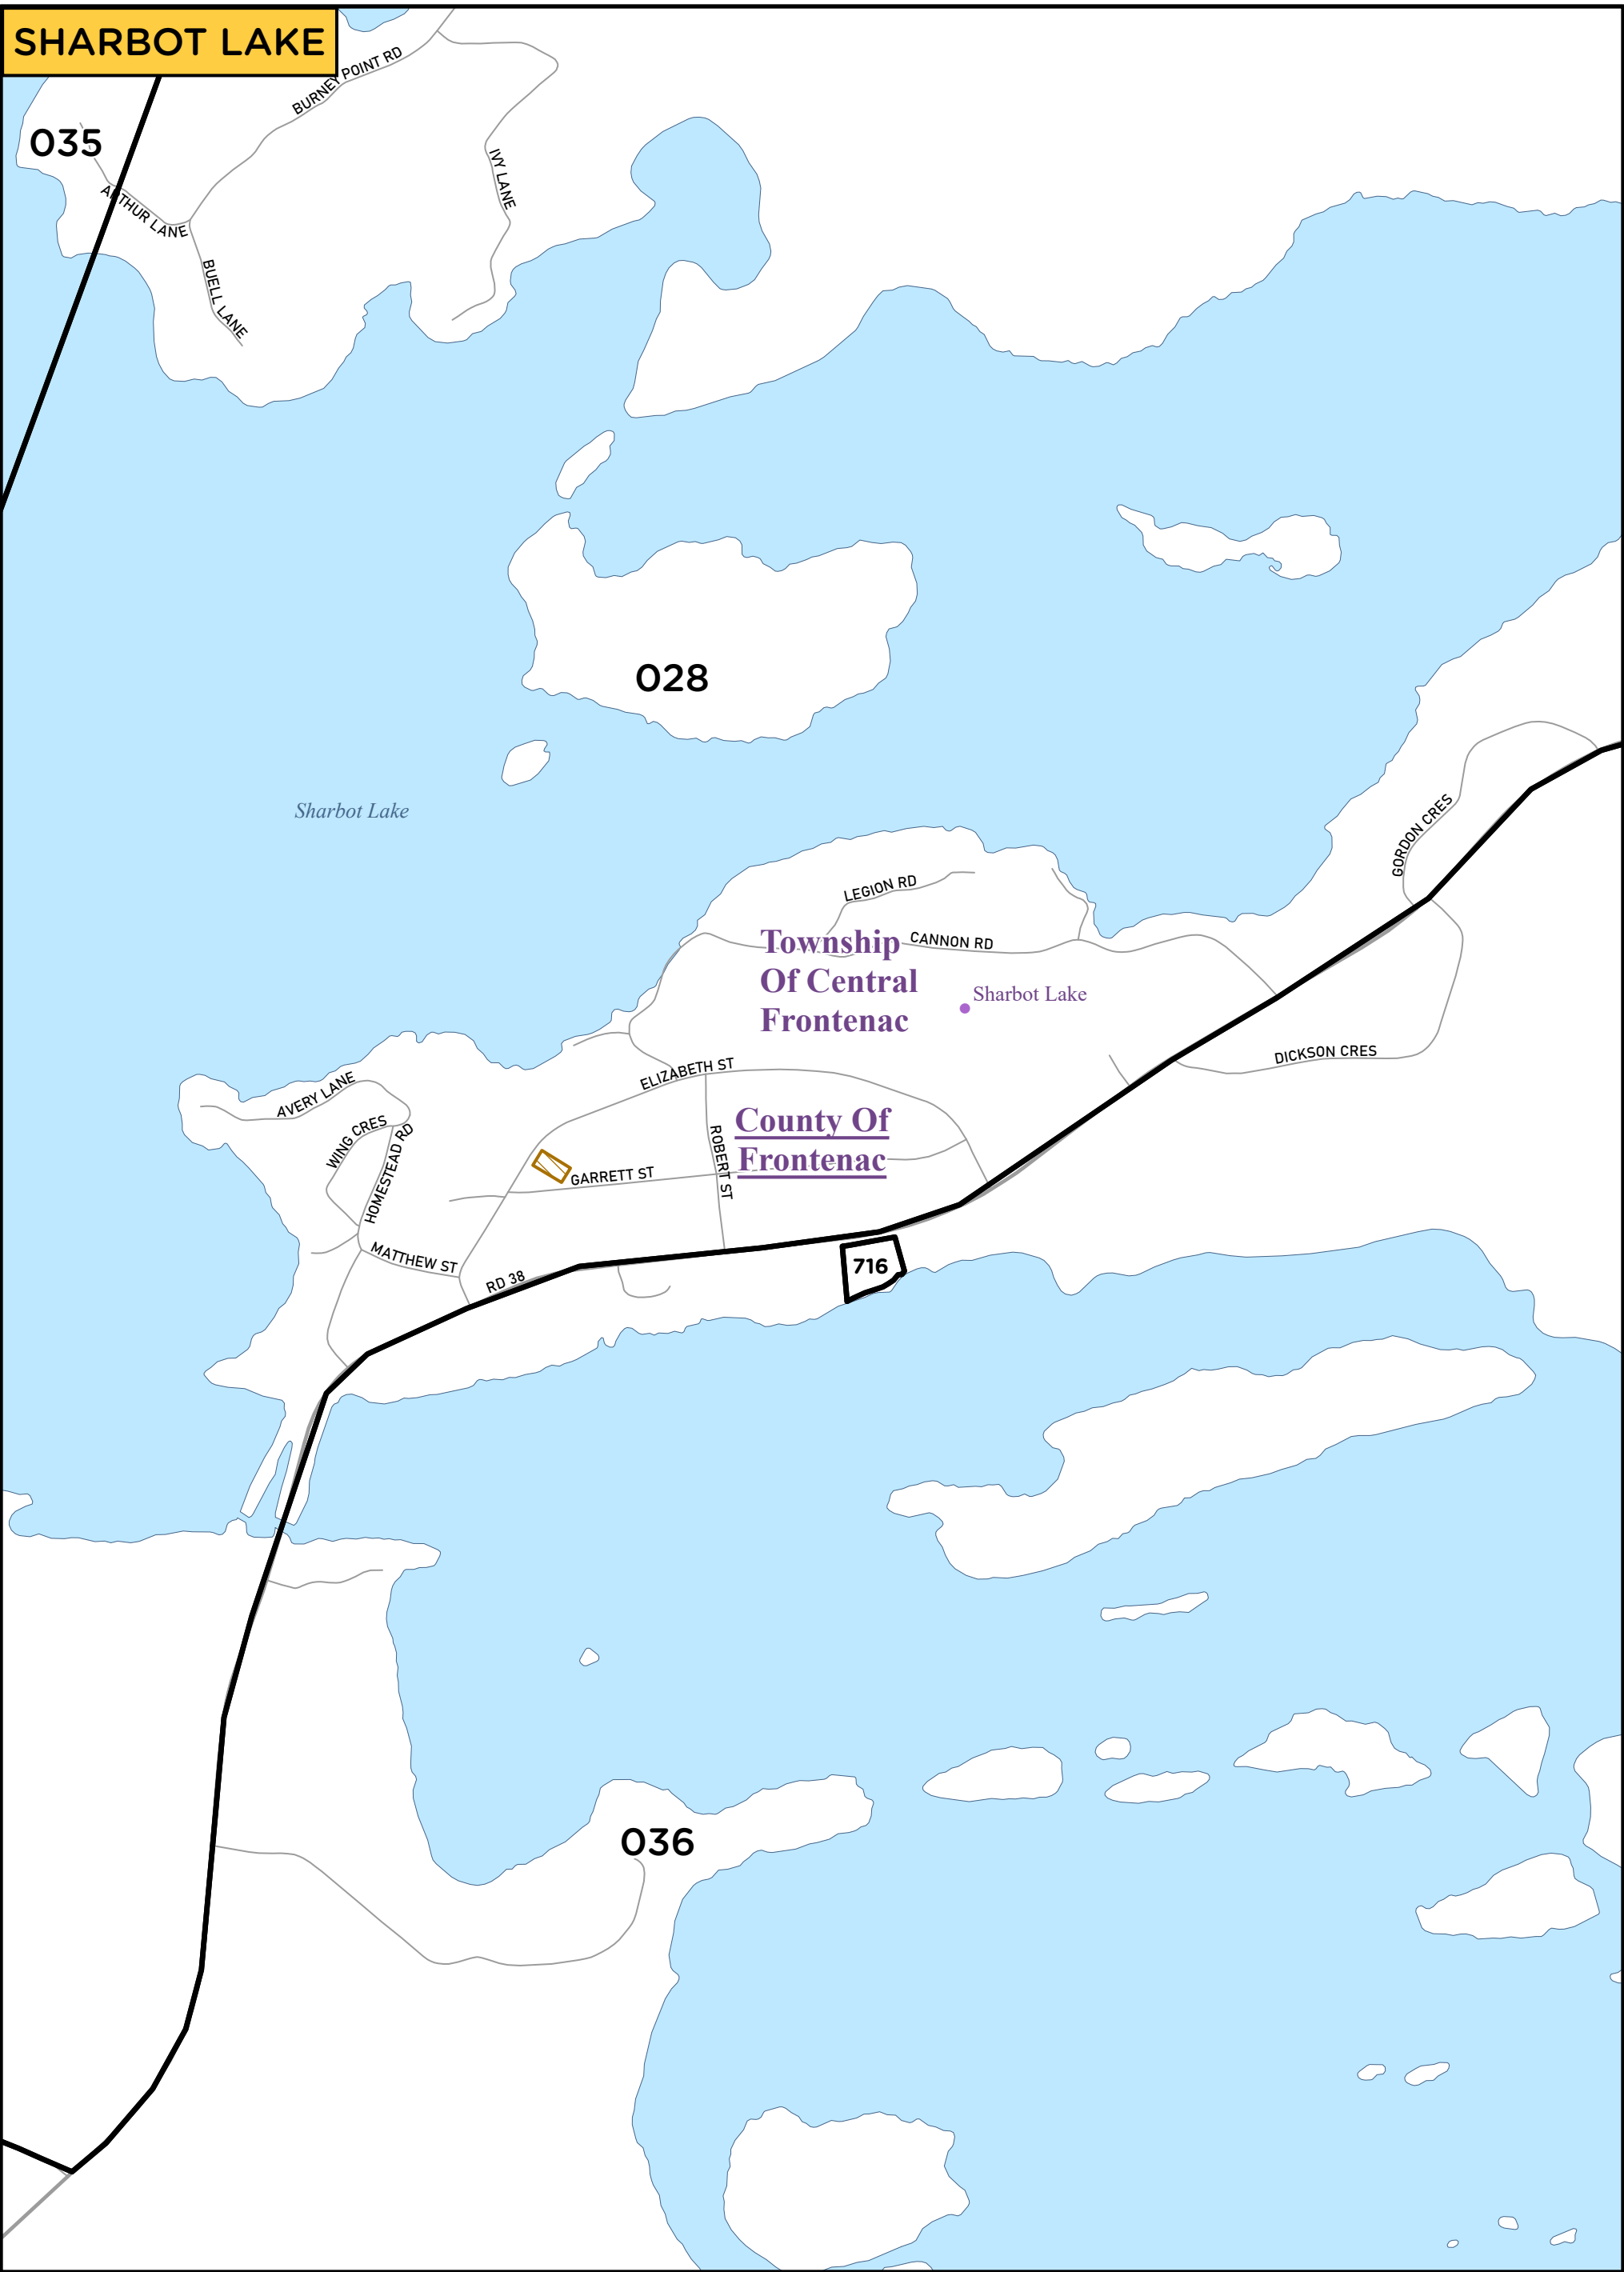 SHARBOT LAKE
BURNEY POINT RD
035
IVY LANE
ARTHUR LANE
BUELL LANE
028
Sharbot Lake
GORDON CRES
LEGION RD
CANNON RD
Township
Of Central
Frontenac
Sharbot Lake
DICKSON CRES
ELIZABETH ST
AVERY LANE
WING CRES
HOMESTEAD RD
County Of
Frontenac
ROBERT ST
GARRETT ST
MATTHEW ST
RD 38
716
036